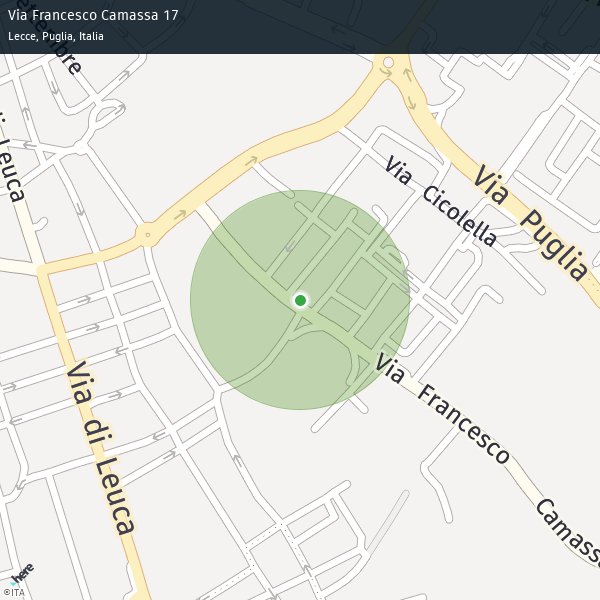 Via Francesco Camassa 17
Lecce, Puglia, Italia
di Leuca
Via Cicolella
Via Puglia
Via di Leuca
Via Francesco Camassa
here
©ITA